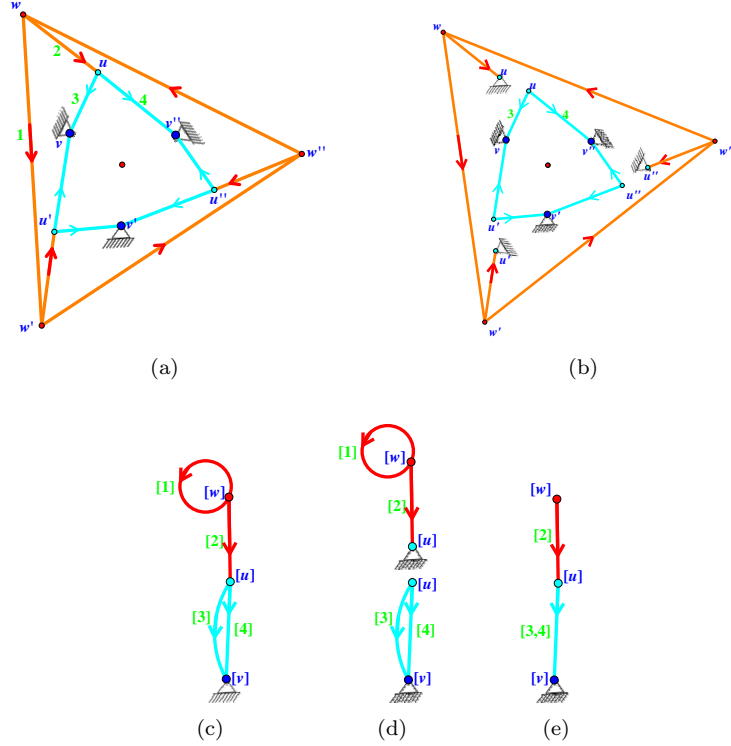 w
2
u
3
4
v''
1
v
w''
u''
u'
v'
w'
(a)
w
u
u
3
4
v
v''
w'
u''
u''
u'
v'
u'
w'
(b)
[1]
[w]
[2]
[u]
[3]
[4]
[v]
(c)
[1]
[w]
[2]
[u]
[u]
[3]
[4]
[v]
(d)
[w]
[2]
[u]
[3,4]
[v]
(e)